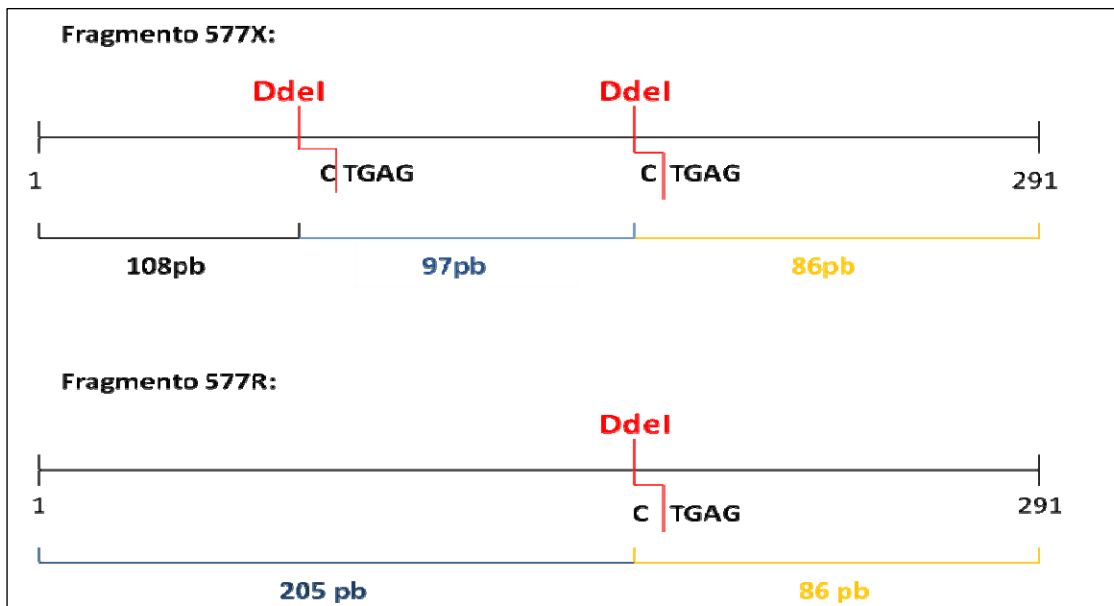 Fragmento 577X:
DdeI DdeI
C TGAG C TGAG
1 291
108pb 97pb 86pb
Fragmento 577R:
DdeI
1 291
C TGAG
205 pb 86 pb